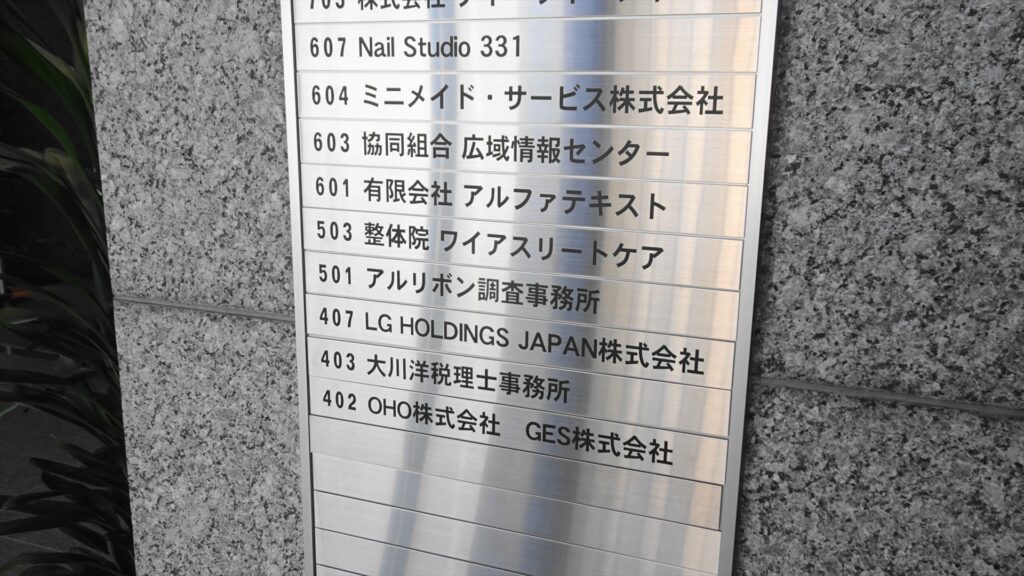 703 株式会社
607 Nail Studio 331
604 ミニメイド・サービス株式会社
603 協同組合 広域情報センター
601 有限会社 アルファテキスト
503 整体院 ワイアスリートケア
501 アルリボン調査事務所
407 LG HOLDINGS JAPAN株式会社
403 大川洋税理士事務所
402 OHO株式会社　GES株式会社